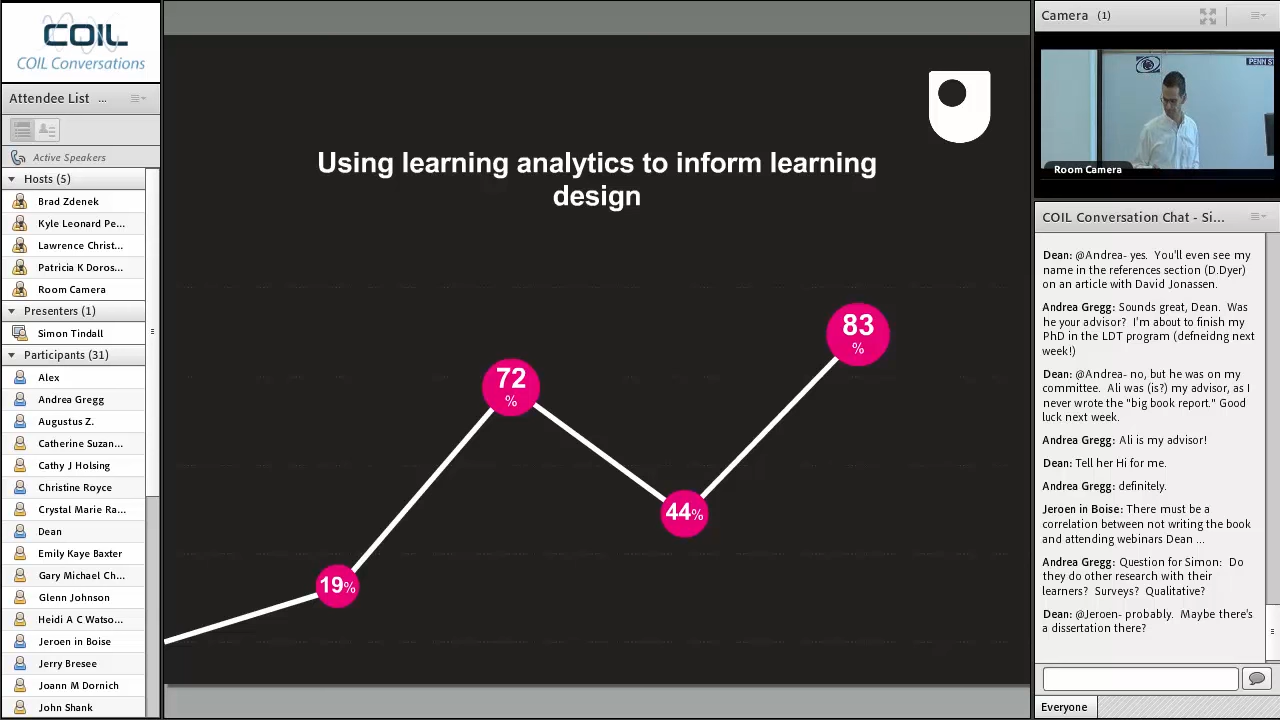 COIL
COIL Conversations
Attendee List ...
Active Speakers
Hosts (5)
Brad Zdenek
Kyle Leonard Pe...
Lawrence Christ...
Patricia K Doros...
Room Camera
Presenters (1)
Simon Tindall
Participants (31)
Alex
Andrea Gregg
Augustus Z.
Catherine Suzan...
Cathy J Holsing
Christine Royce
Crystal Marie Ra...
Dean
Emily Kaye Baxter
Gary Michael Ch...
Glenn Johnson
Heidi A C Watso...
Jeroen in Boise
Jerry Bresee
Joann M Dornich
John Shank
Using learning analytics to inform learning
design
83
%
72
%
44%
19%
Camera (1)
PENN ST
Room Camera
COIL Conversation Chat - Si...
Dean: @Andrea- yes. You'll even see my
name in the references section (D.Dyer)
on an article with David Jonassen.
Andrea Gregg: Sounds great, Dean. Was
he your advisor? I'm about to finish my
PhD in the LDT program (defneidng next
week!)
Dean: @Andrea- no, but he was on my
committee. Ali was (is?) my advisor, as I
never wrote the "big book report." Good
luck next week.
Andrea Gregg: Ali is my advisor!
Dean: Tell her Hi for me.
Andrea Gregg: definitely.
Jeroen in Boise: There must be a
correlation between not writing the book
and attending webinars Dean ...
Andrea Gregg: Question for Simon: Do
they do other research with their
learners? Surveys? Qualitative?
Dean: @Jeroen- probably. Maybe there's
a dissertation there?
Everyone